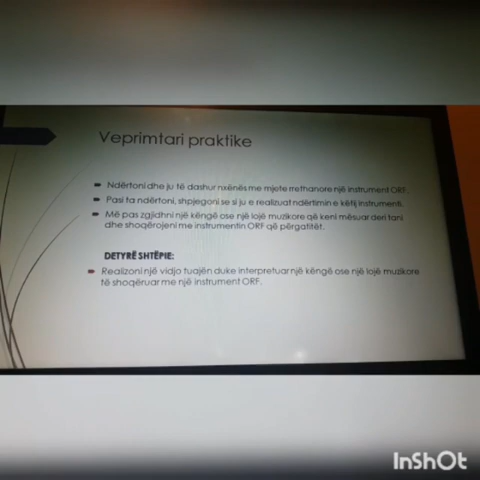 Veprimtari praktike
Ndërtoni dhe ju të dashur nxënës me mjete rrethanore një instrument ORF.
Pasi ta ndërtoni, shpjegoni se si ju e realizuat ndërtimin e këtij instrumenti.
Më pas zgjidhni një këngë ose një lojë muzikore që keni mësuar deri tani
dhe shoqërojeni me instrumentin ORF që përgatitët.
DETYRË SHTËPIE:
Realizoni një vidjo tuajën duke interpretuar një këngë ose një lojë muzikore
të shoqëruar me një instrument ORF.
InShOt